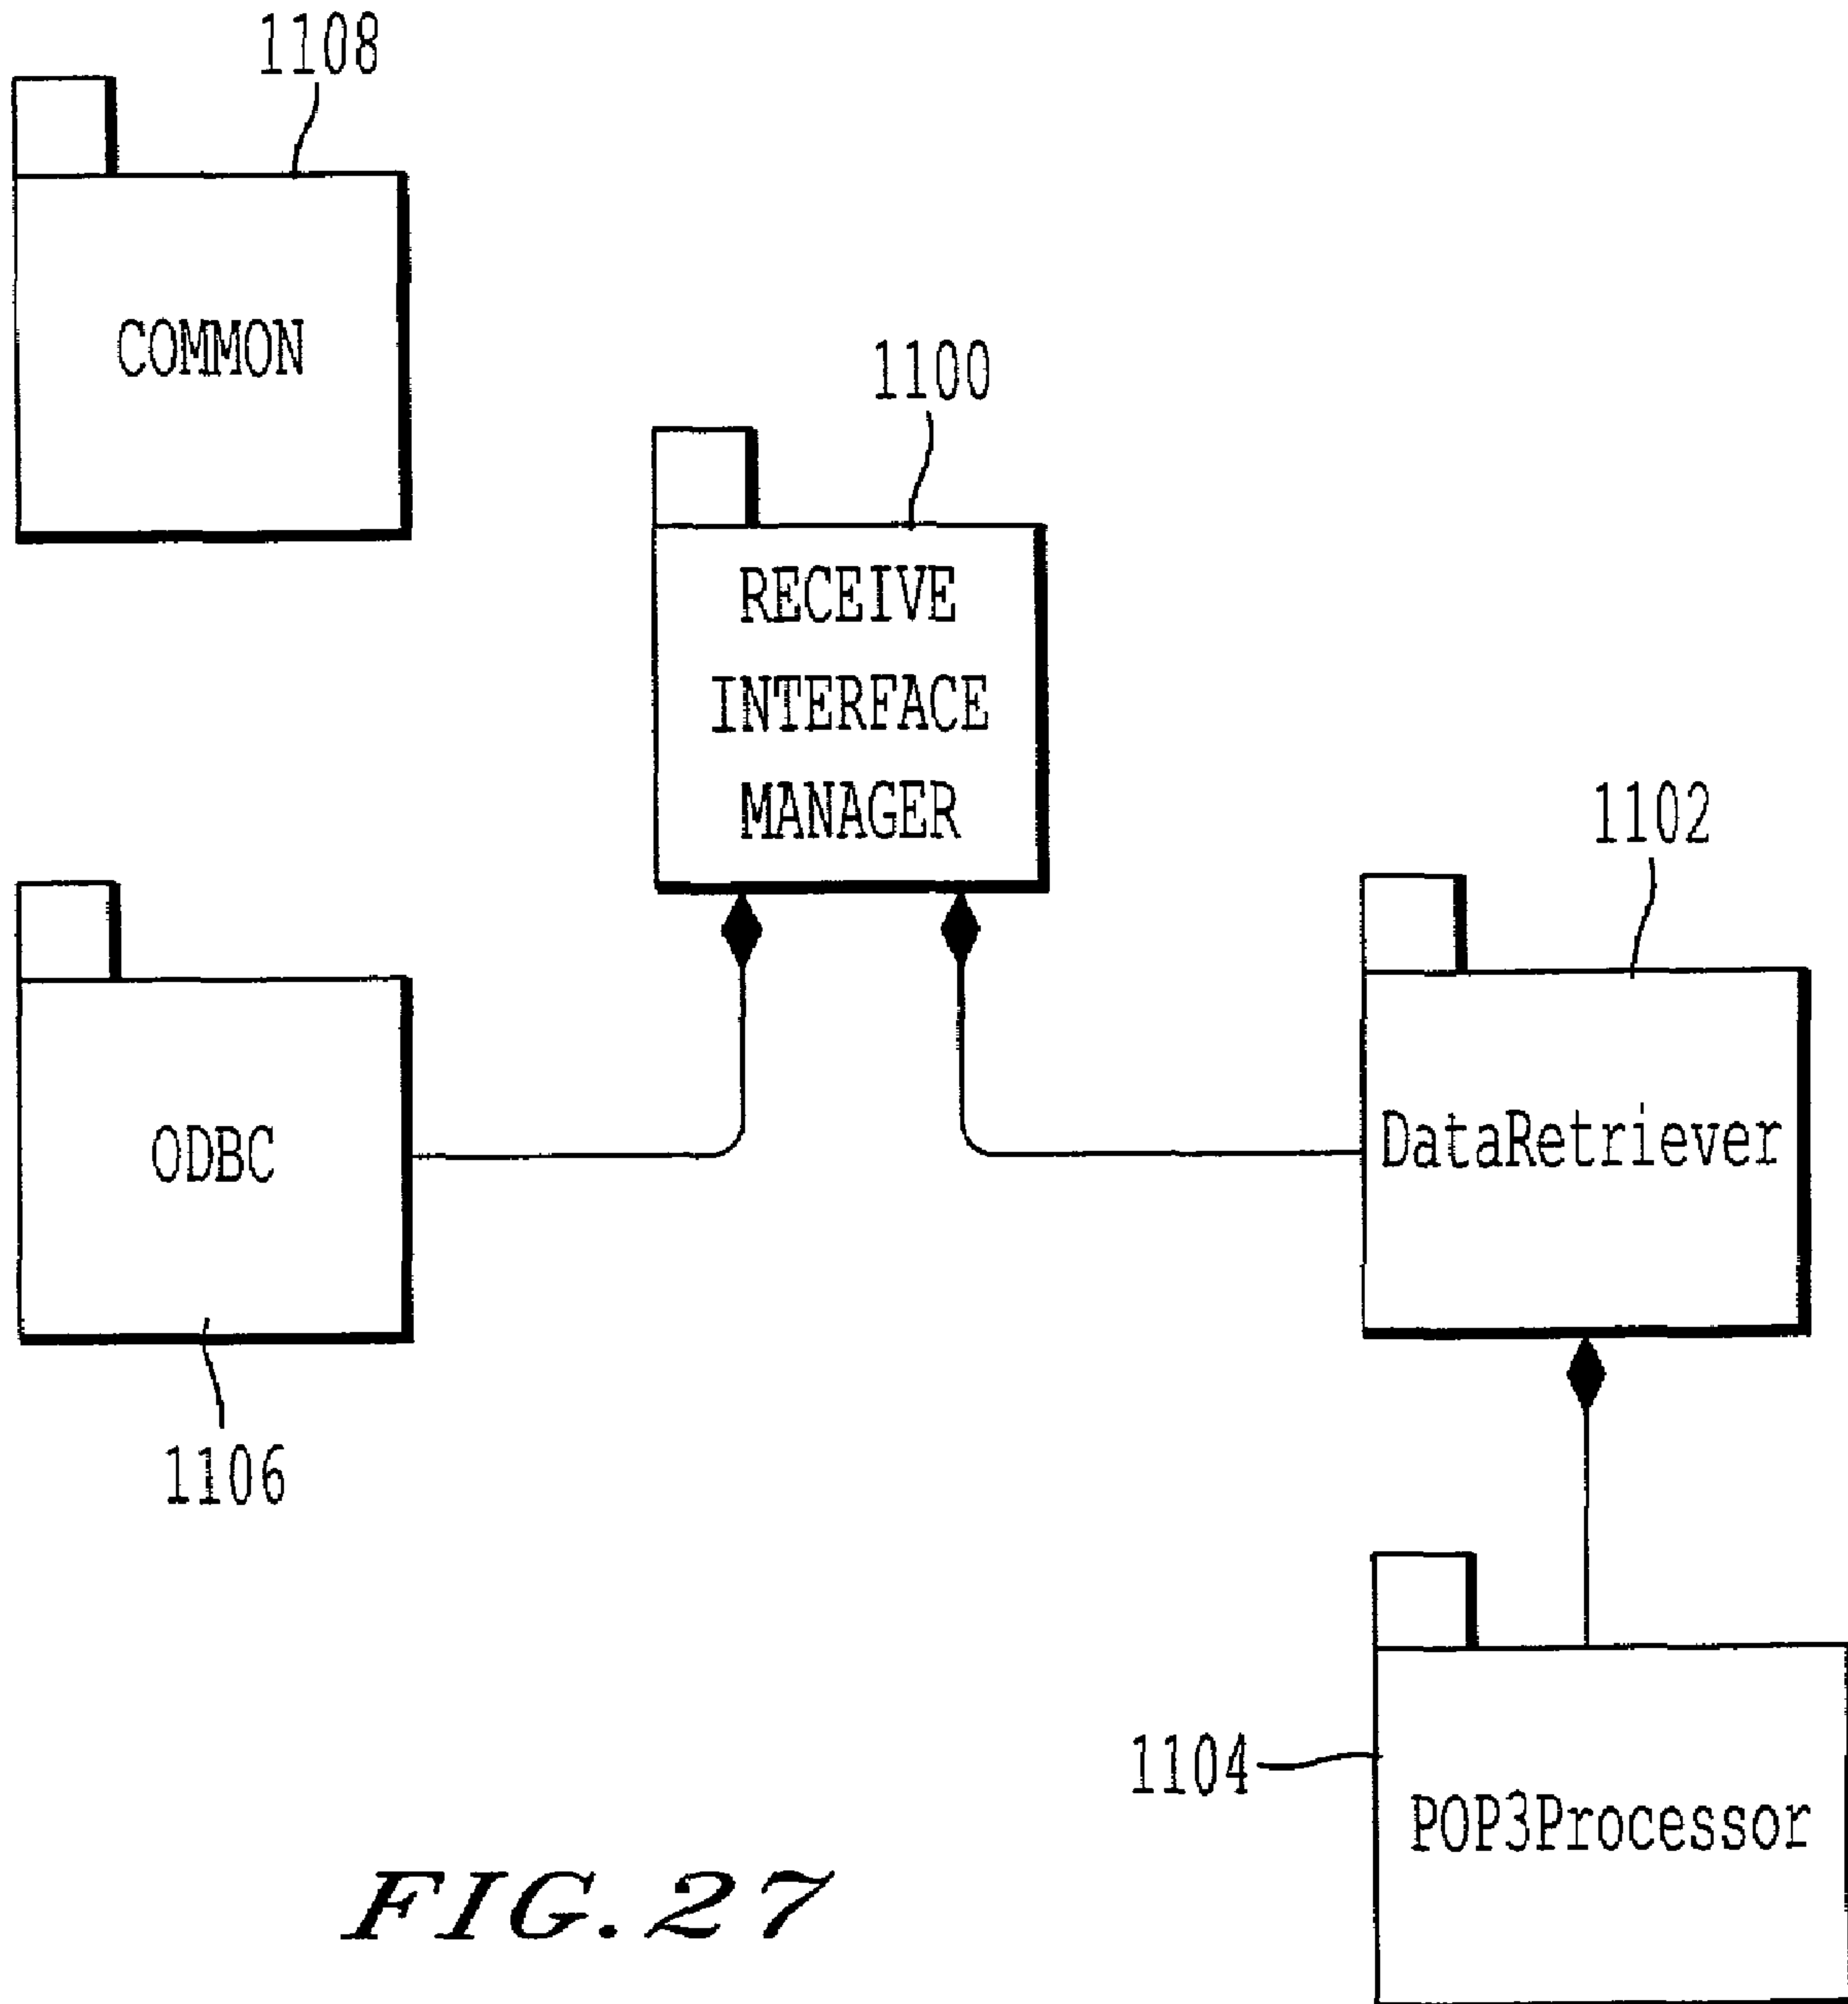 1108
COMMON
1100
RECEIVE
INTERFACE
MANAGER
1102
DataRetriever
ODBC
1106
1104
POP3Processor
FIG.27